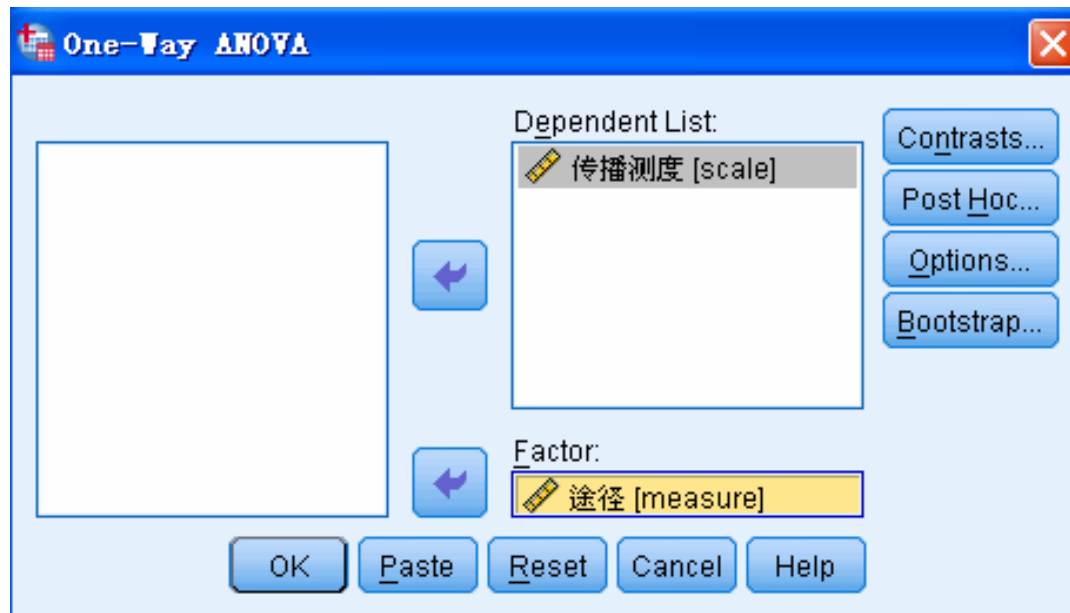 One-Way ANOVA
Dependent List:
传播测度 [scale]
Contrasts...
Post Hoc...
Options...
Bootstrap...
Factor:
途径 [measure]
OK
Paste
Reset
Cancel
Help